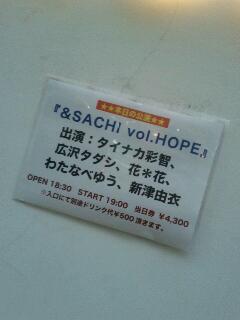 ★★本日の公演★★
『&SACHI vol.HOPE』
出演：タイナカ彩智、
広沢タダシ、花＊花、
わたなべゆう、新津由衣
OPEN 18:30 START 19:00 当日券 ¥4,300
※入口にて別途ドリンク代¥500頂きます。